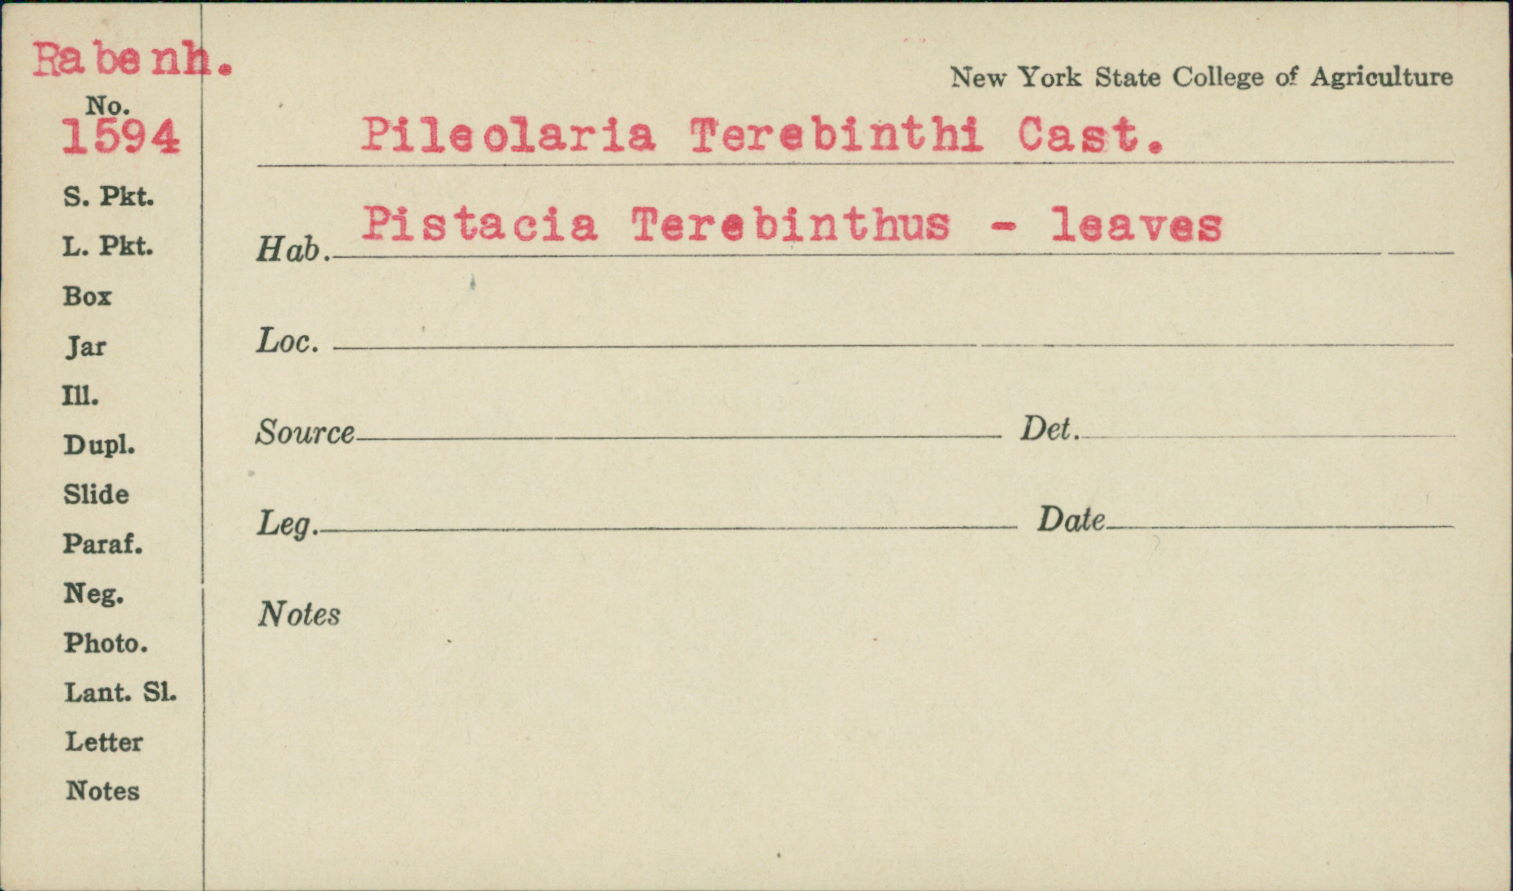 Rabenh.
New York State College of Agriculture
No.
1594
Pileolaria Terebinthi Cast.
S. Pkt.
Hab. Pistacia Terebinthus - leaves
L. Pkt.
Box
Jar
Loc.
Ill.
Dupl.
Source Det.
Slide
Leg. Date
Paraf.
Neg.
Notes
Photo.
Lant. Sl.
Letter
Notes